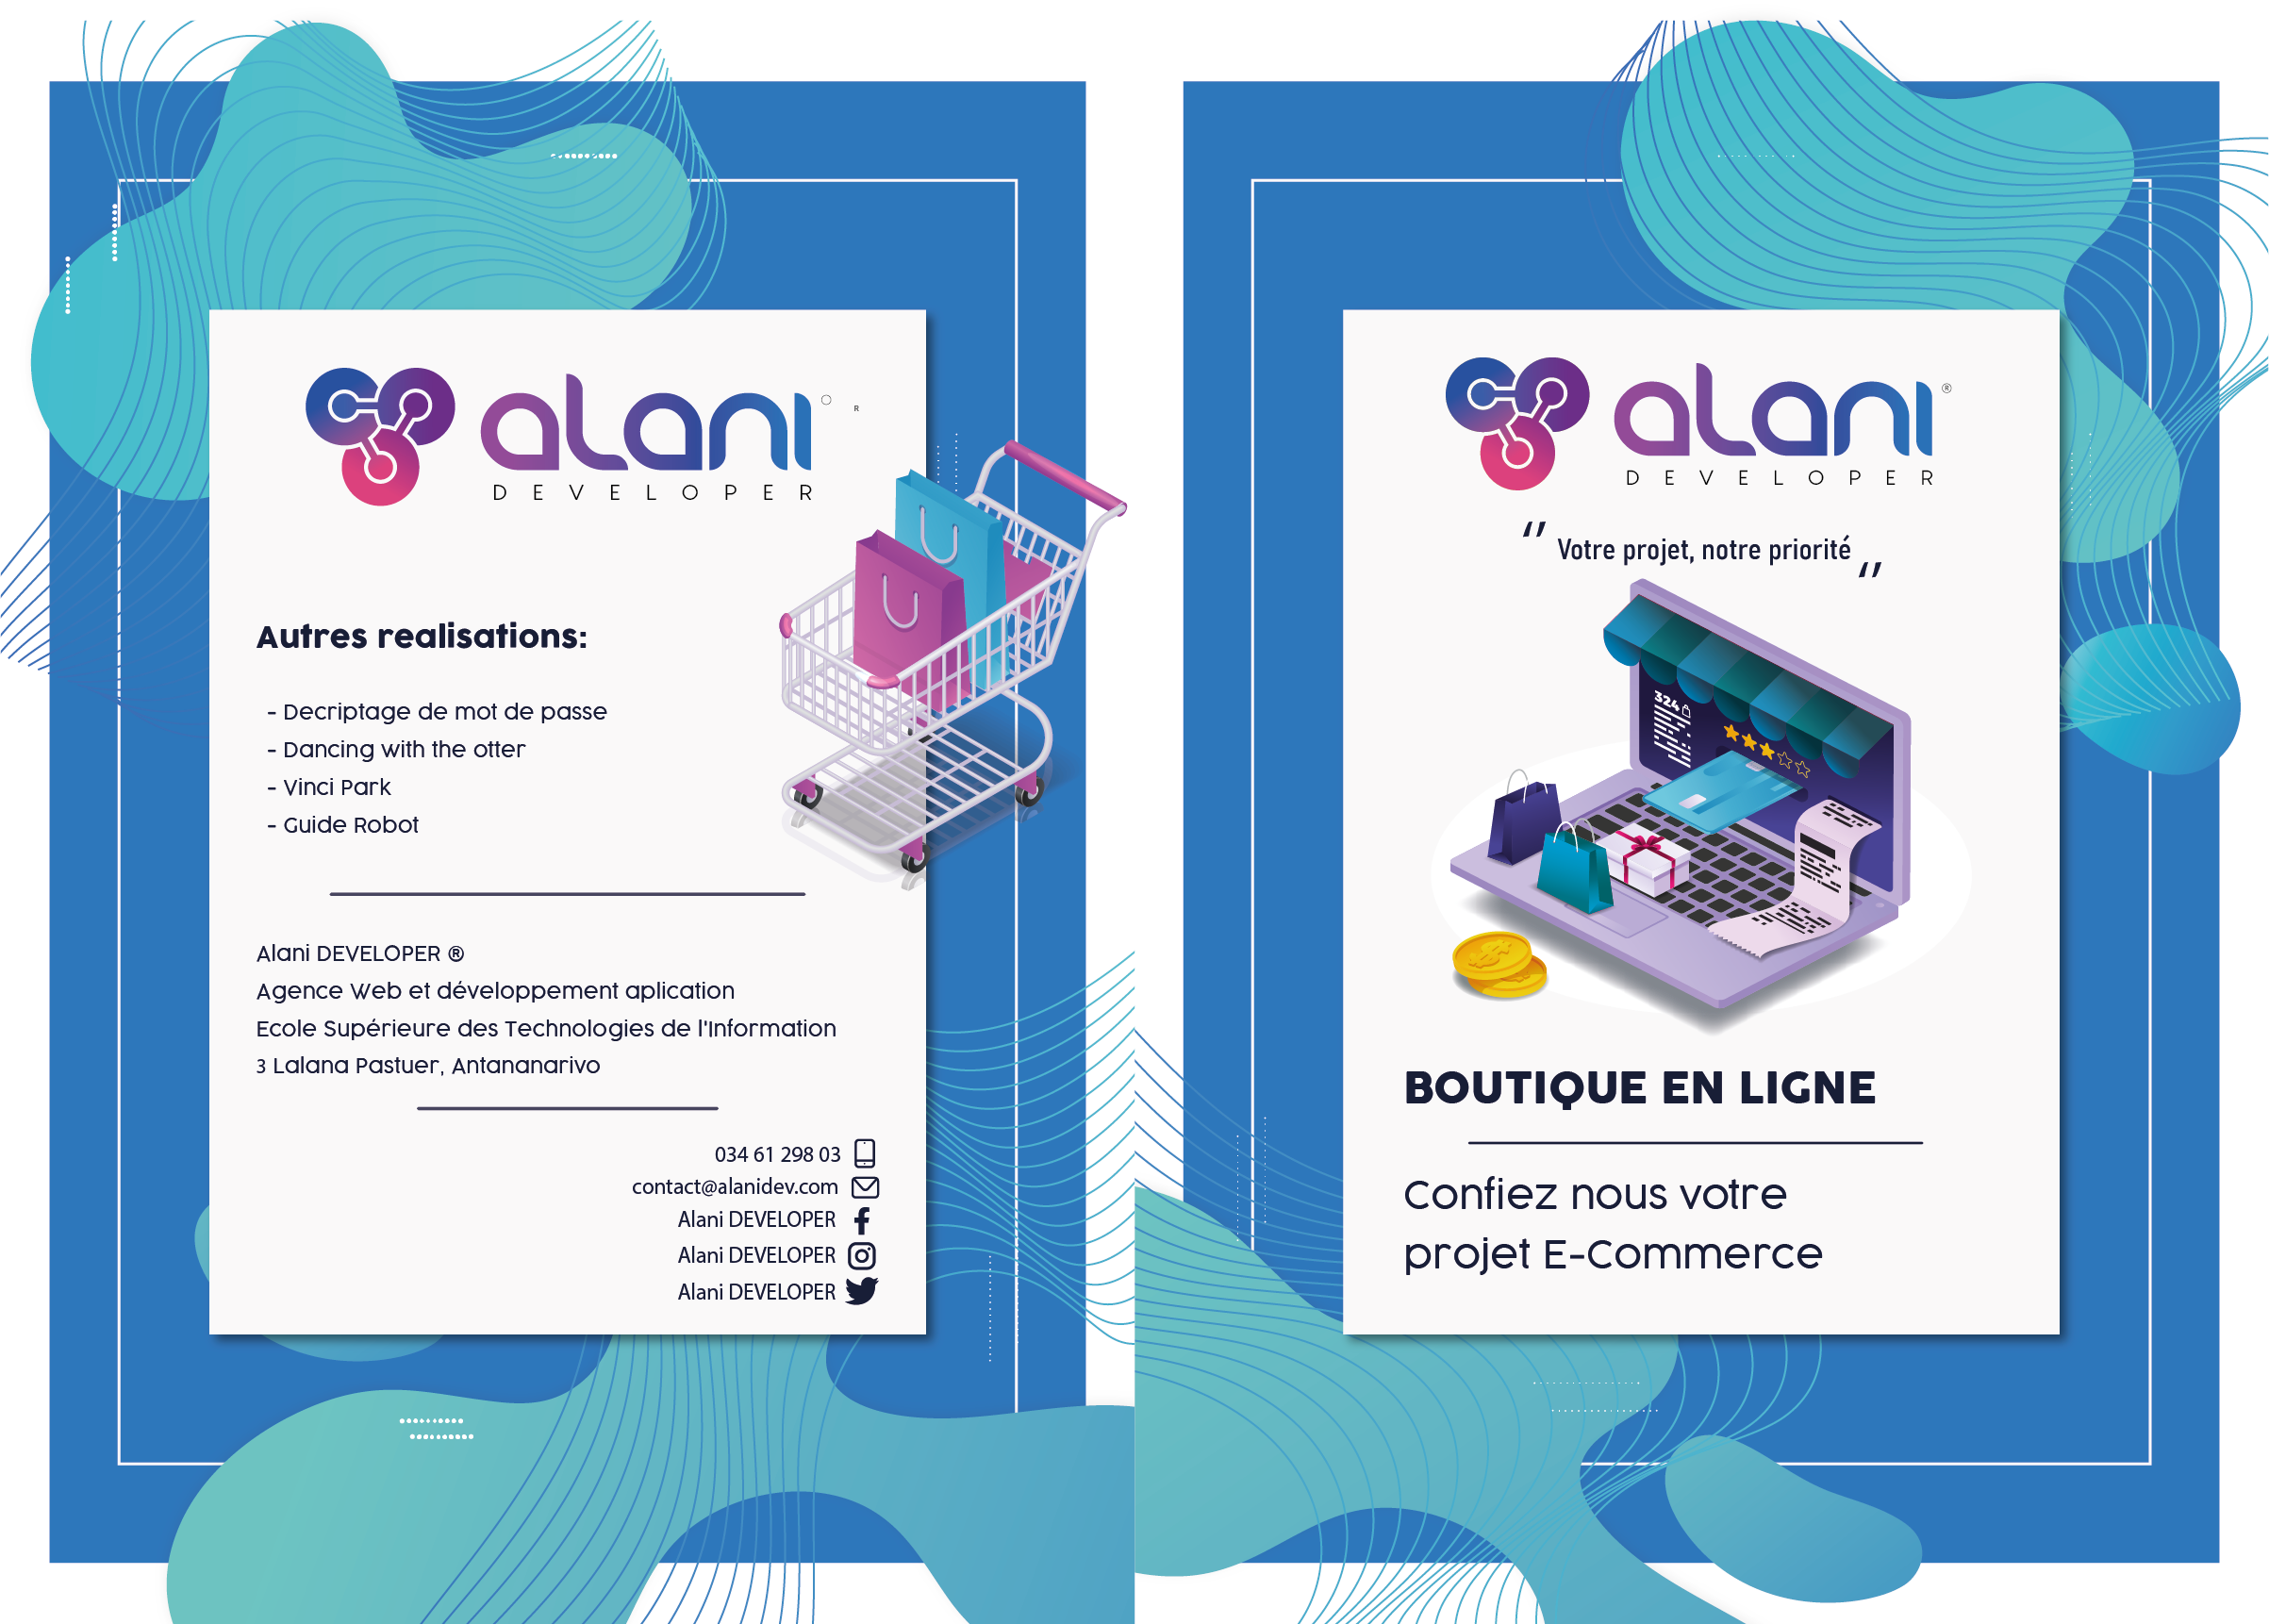 alani ® 
DEVELOPER
Autres realisations:
- Decriptage de mot de passe
- Dancing with the otter
- Vinci Park
- Guide Robot
Alani DEVELOPER ®
Agence Web et développement aplication
Ecole Supérieure des Technologies de l'Information
3 Lalana Pastuer, Antananarivo
034 61 298 03
contact@alanidev.com
Alani DEVELOPER
Alani DEVELOPER
Alani DEVELOPER
alani ®
DEVELOPER
“ Votre projet, notre priorité ”
324
BOUTIQUE EN LIGNE
Confiez nous votre
projet E-Commerce